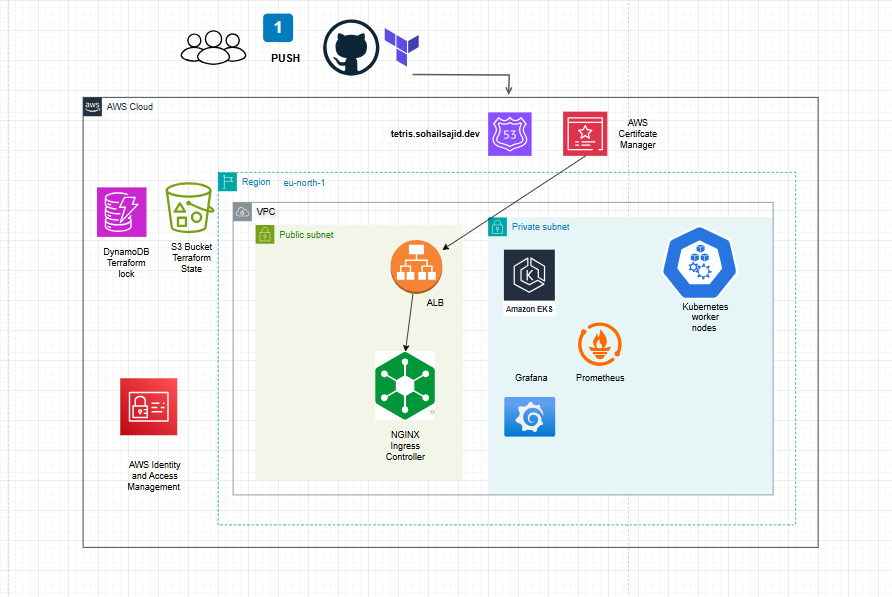 1
PUSH
aws
AWS Cloud
tetris.sohailsajid.dev
53
AWS
Certifcate
Manager
Region
eu-north-1
VPC
Public subnet
Private subnet
DynamoDB
Terraform
lock
S3 Bucket
Terraform
State
ALB
Amazon EKS
Kubernetes
worker
nodes
Grafana
Prometheus
NGINX
Ingress
Controller
AWS Identity
and Access
Management